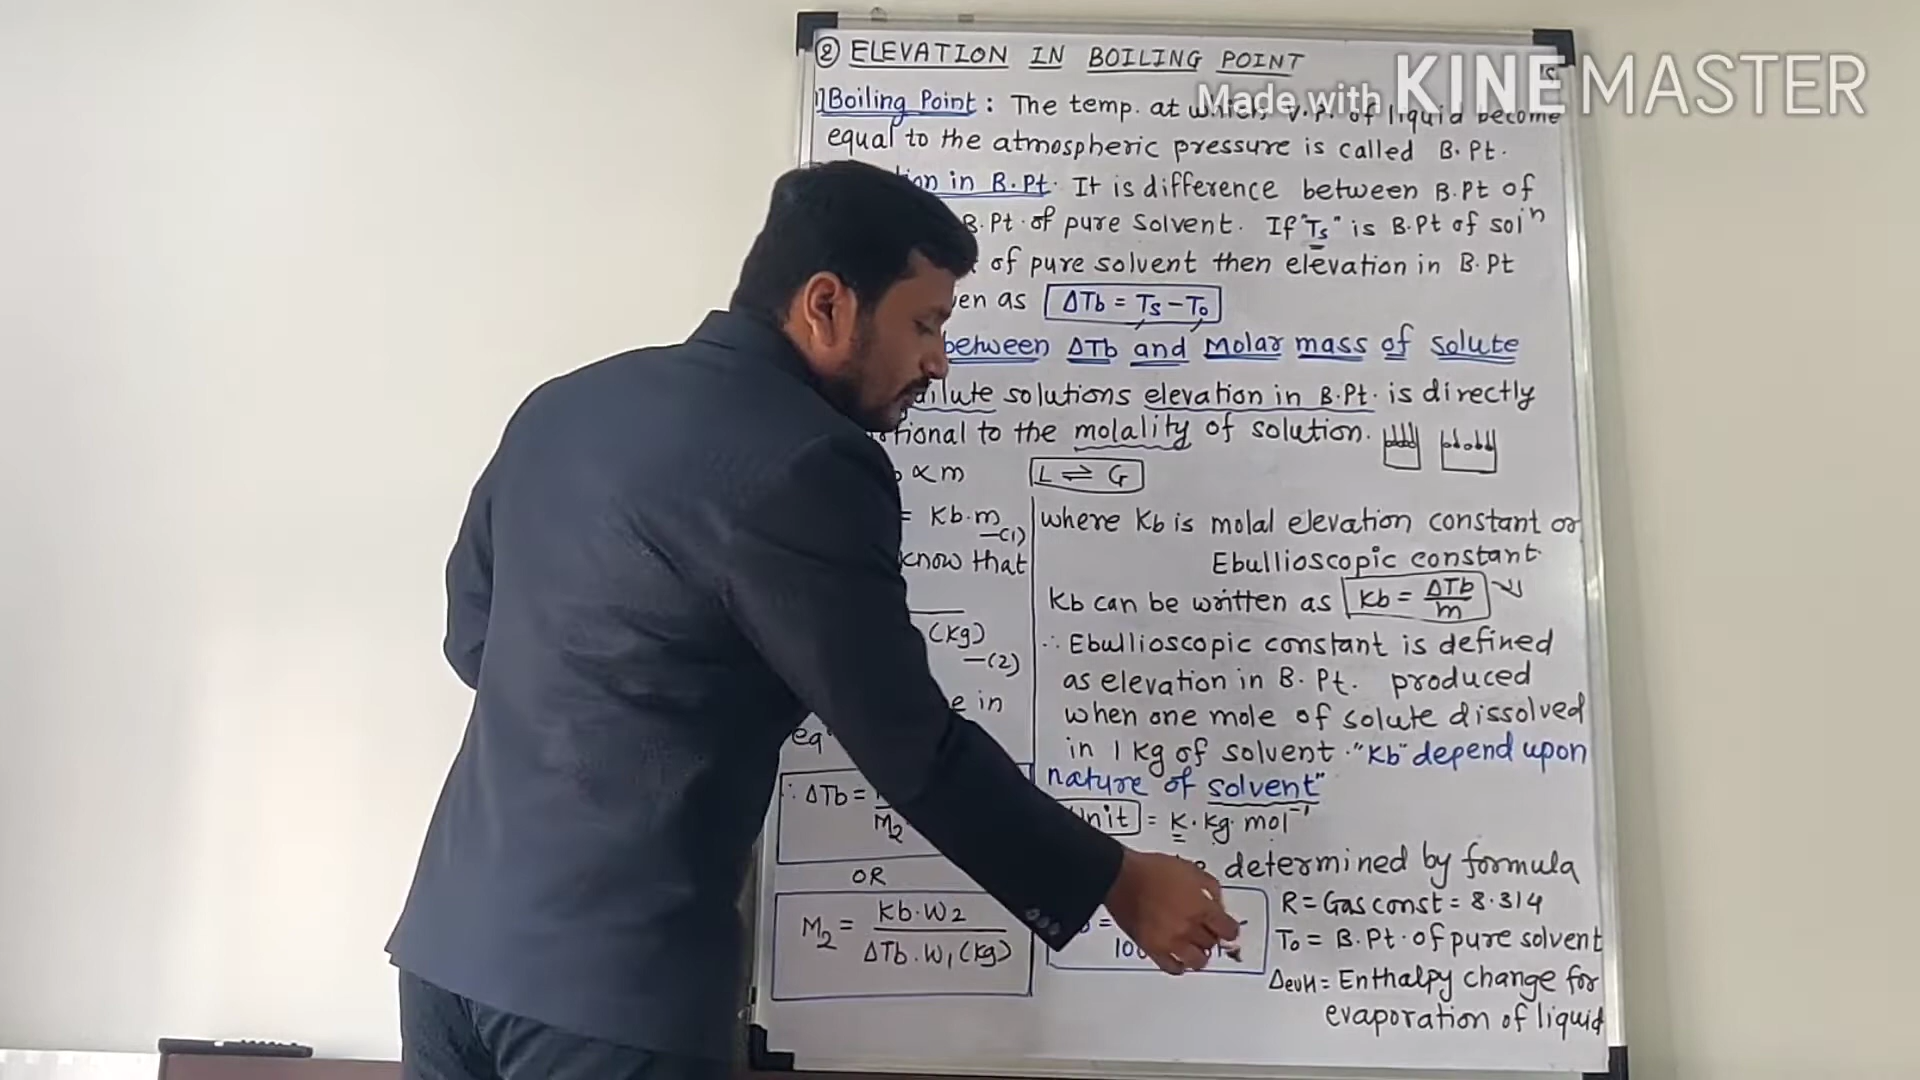 ② ELEVATION IN BOILING POINT
Made with KINEMASTER
1] Boiling Point : The temp. at which v.P. of liquid become
equal to the atmospheric pressure is called B.Pt.
in B.Pt. It is difference between B.Pt of
B.Pt. of pure Solvent. If "Ts" is B.Pt of solⁿ
of pure solvent then elevation in B.Pt
as ΔTb = Ts - To
between ΔTb and Molar mass of solute
dilute solutions elevation in B.Pt. is directly
to the molality of solution.
∝ m L ⇌ G
= Kb.m —(1)
know that
(Kg) —(2)
in
eqⁿ
∴ ΔTb =
M2
OR
M2 = Kb.W2 / ΔTb.W1(Kg)
where Kb is molal elevation constant or
Ebullioscopic constant
Kb can be written as Kb = ΔTb / m
∴ Ebullioscopic constant is defined
as elevation in B.Pt. produced
when one mole of solute dissolved
in 1 kg of solvent. "Kb" depend upon
nature of solvent"
Unit = K.kg.mol⁻¹
determined by formula
R = Gas const = 8.314
To = B.Pt. of pure solvent
ΔevH = Enthalpy change for
evaporation of liquid